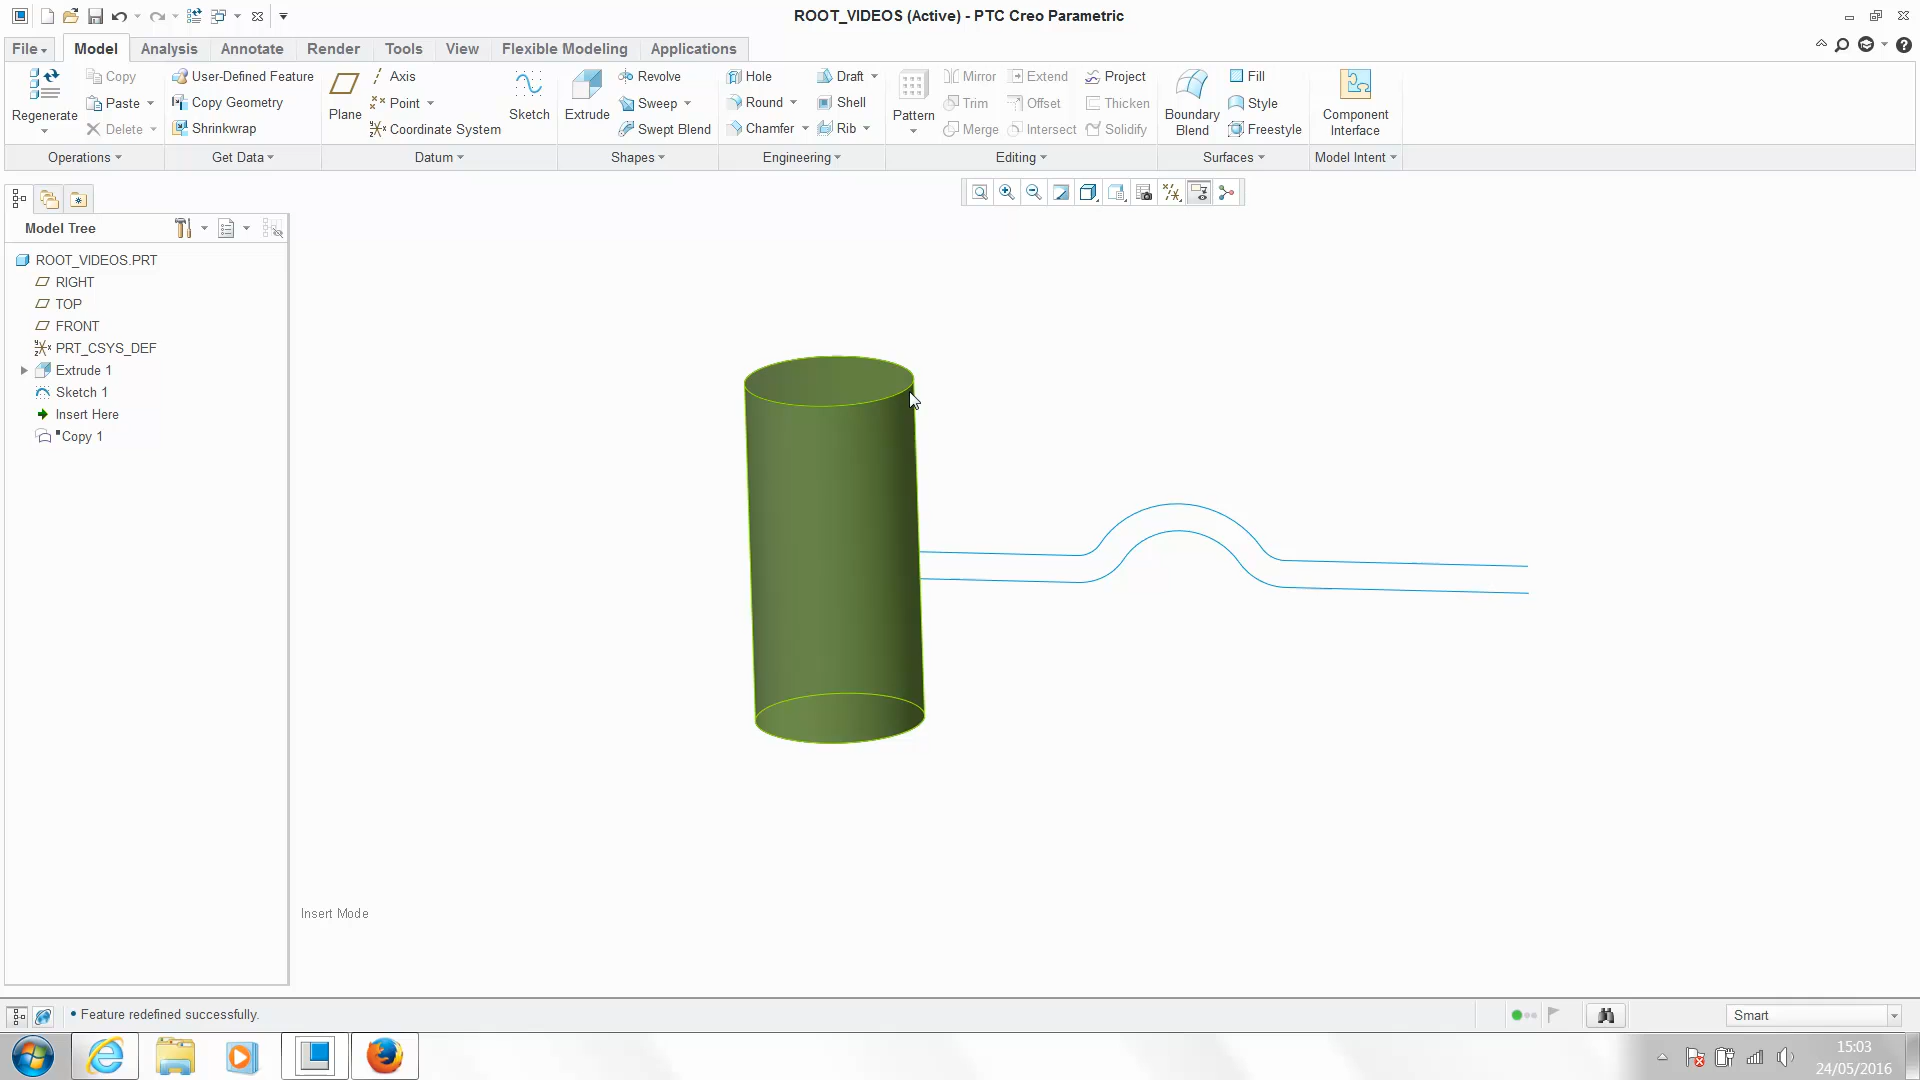 ROOT_VIDEOS (Active) - PTC Creo Parametric
File Model Analysis Annotate Render Tools View Flexible Modeling Applications
Regenerate
Copy
Paste
Delete
Operations
User-Defined Feature
Copy Geometry
Shrinkwrap
Get Data
Plane
Axis
Point
Coordinate System
Sketch
Datum
Extrude
Revolve
Sweep
Swept Blend
Shapes
Hole
Round
Chamfer
Draft
Shell
Rib
Engineering
Pattern
Mirror
Trim
Merge
Extend
Offset
Intersect
Project
Thicken
Solidify
Editing
Boundary
Blend
Fill
Style
Freestyle
Surfaces
Component
Interface
Model Intent
Model Tree
ROOT_VIDEOS.PRT
RIGHT
TOP
FRONT
PRT_CSYS_DEF
Extrude 1
Sketch 1
Insert Here
Copy 1
Insert Mode
• Feature redefined successfully.
Smart
15:03
24/05/2016